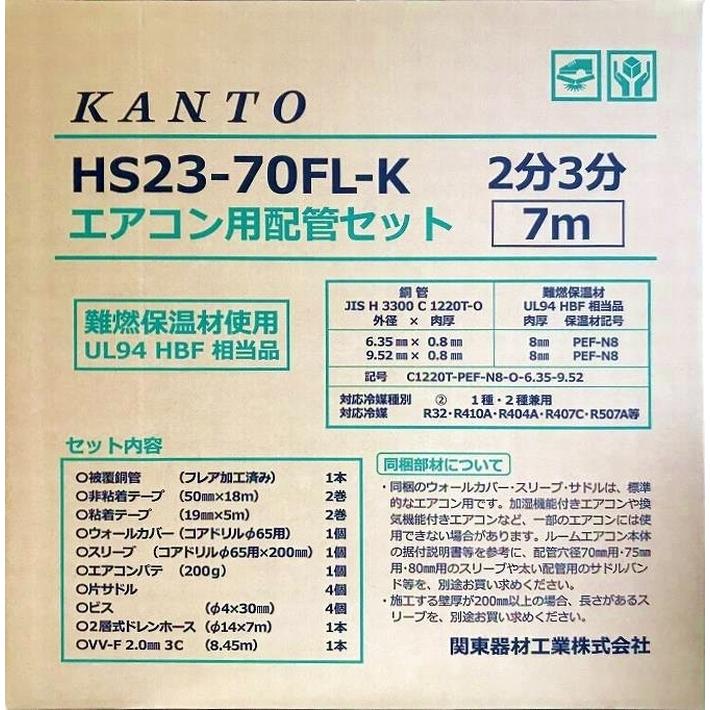 KANTO
HS23-70FL-K 2分3分
エアコン用配管セット 7m
難燃保温材使用
UL94 HBF 相当品
銅管 難燃保温材
JIS H 3300 C 1220T-O UL94 HBF 相当品
外径 × 肉厚 肉厚 保温材記号
6.35㎜ × 0.8㎜ 8㎜ PEF-N8
9.52㎜ × 0.8㎜ 8㎜ PEF-N8
記号 C1220T-PEF-N8-O-6.35-9.52
対応冷媒種別 ② 1種・2種兼用
対応冷媒 R32・R410A・R404A・R407C・R507A等
セット内容
〇被覆銅管 (フレア加工済み) 1本
〇非粘着テープ (50㎜×18m) 2巻
〇粘着テープ (19㎜×5m) 2巻
〇ウォールカバー(コアドリルφ65用) 1個
〇スリーブ (コアドリルφ65用×200㎜) 1個
〇エアコンパテ (200g) 1個
〇片サドル 4個
〇ビス (φ4×30㎜) 4個
〇2層式ドレンホース (φ14×7m) 1本
〇VV-F 2.0㎜ 3C (8.45m) 1本
同梱部材について
・同梱のウォールカバー・スリーブ・サドルは、標準
的なエアコン用です。加湿機能付きエアコンや換
気機能付きエアコンなど、一部のエアコンには使
用できない場合があります。ルームエアコン本体
の据付説明書等を参考に、配管穴径70㎜用・75㎜
用・80㎜用のスリーブや太い配管用のサドルバン
ド等を、別途お買い求めください。
・施工する壁厚が200㎜以上の場合、長さがあるス
リーブを、別途お買い求めください。
関東器材工業株式会社